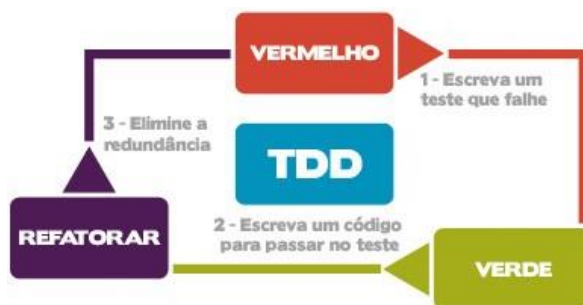 VERMELHO
1 - Escreva um
teste que falhe
3 - Elimine a
redundância
TDD
2 - Escreva um código
para passar no teste
REFATORAR
VERDE